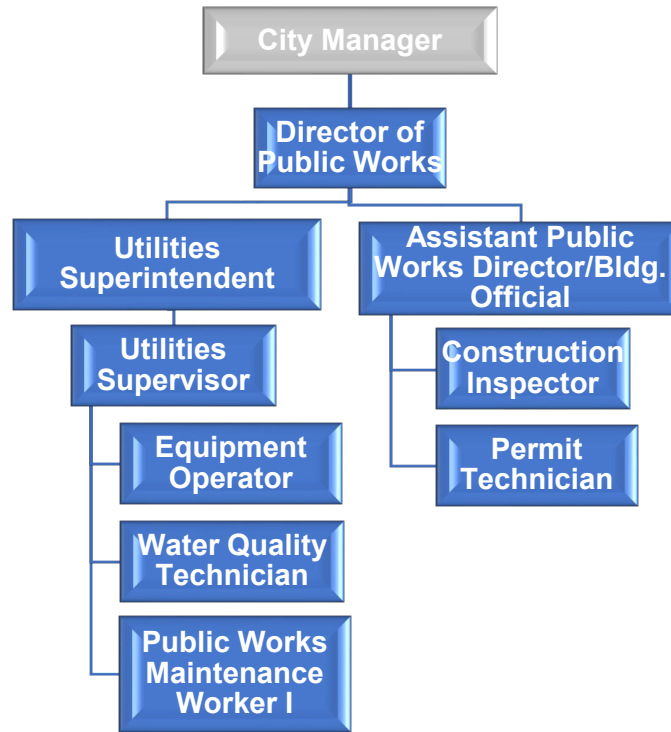 City Manager
Director of
Public Works
Utilities
Superintendent
Assistant Public
Works Director/Bldg.
Official
Utilities
Supervisor
Construction
Inspector
Equipment
Operator
Permit
Technician
Water Quality
Technician
Public Works
Maintenance
Worker I